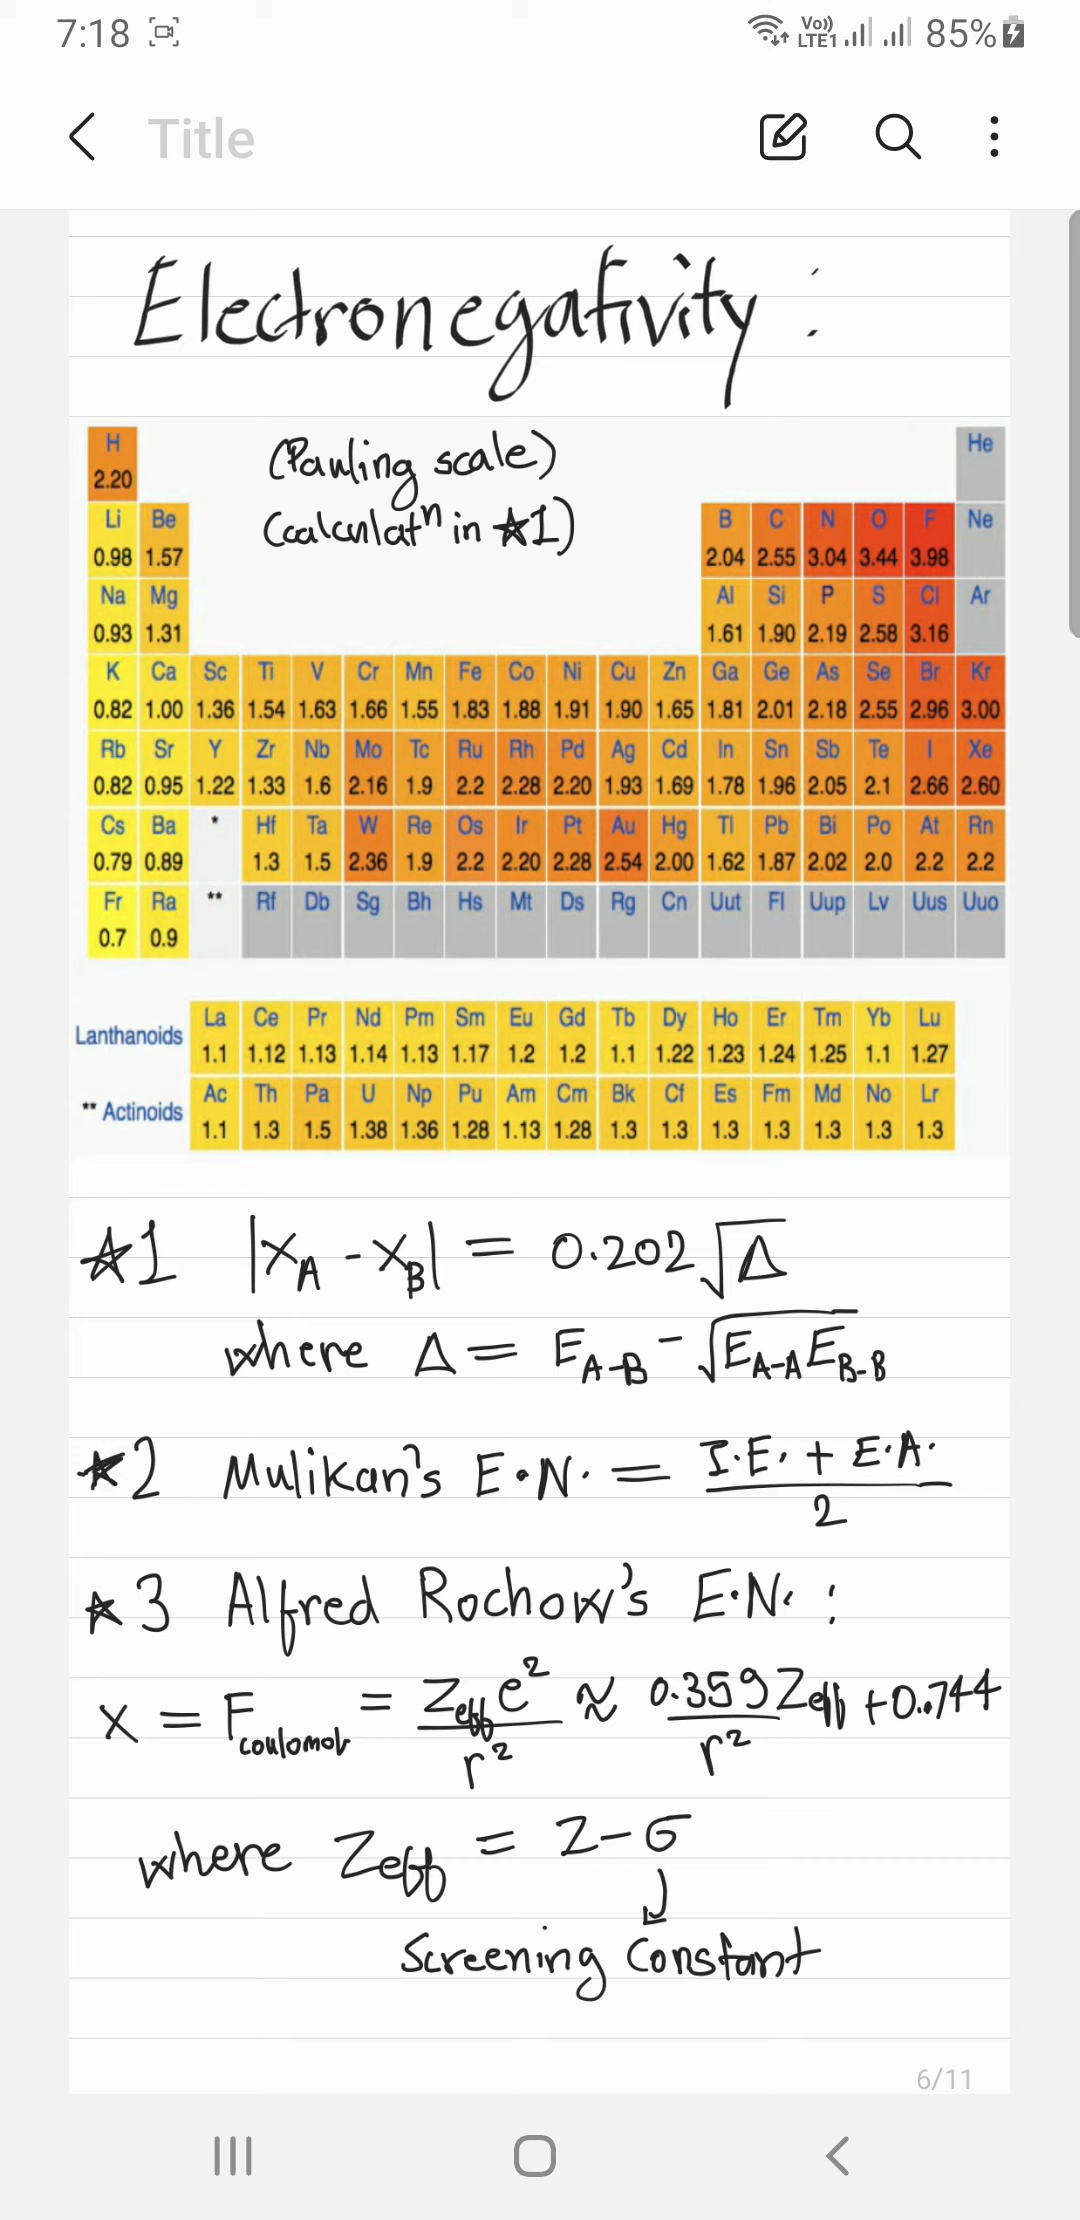 7:18 Vo)) LTE1 85%
Title
Electronegativity :
(Pauling scale)
(calculatⁿ in ☆1)
H He
2.20
Li Be B C N O F Ne
0.98 1.57 2.04 2.55 3.04 3.44 3.98
Na Mg Al Si P S Cl Ar
0.93 1.31 1.61 1.90 2.19 2.58 3.16
K Ca Sc Ti V Cr Mn Fe Co Ni Cu Zn Ga Ge As Se Br Kr
0.82 1.00 1.36 1.54 1.63 1.66 1.55 1.83 1.88 1.91 1.90 1.65 1.81 2.01 2.18 2.55 2.96 3.00
Rb Sr Y Zr Nb Mo Tc Ru Rh Pd Ag Cd In Sn Sb Te I Xe
0.82 0.95 1.22 1.33 1.6 2.16 1.9 2.2 2.28 2.20 1.93 1.69 1.78 1.96 2.05 2.1 2.66 2.60
Cs Ba * Hf Ta W Re Os Ir Pt Au Hg Tl Pb Bi Po At Rn
0.79 0.89 1.3 1.5 2.36 1.9 2.2 2.20 2.28 2.54 2.00 1.62 1.87 2.02 2.0 2.2 2.2
Fr Ra ** Rf Db Sg Bh Hs Mt Ds Rg Cn Uut Fl Uup Lv Uus Uuo
0.7 0.9
Lanthanoids La Ce Pr Nd Pm Sm Eu Gd Tb Dy Ho Er Tm Yb Lu
1.1 1.12 1.13 1.14 1.13 1.17 1.2 1.2 1.1 1.22 1.23 1.24 1.25 1.1 1.27
** Actinoids Ac Th Pa U Np Pu Am Cm Bk Cf Es Fm Md No Lr
1.1 1.3 1.5 1.38 1.36 1.28 1.13 1.28 1.3 1.3 1.3 1.3 1.3 1.3 1.3
☆1 |X_A - X_B| = 0.202 √Δ
where Δ = E_A-B - √(E_A-A E_B-B)
☆2 Mulikan's E.N. = (I.E. + E.A.)/2
☆3 Alfred Rochow's E.N. :
X = F_coulomb = Z_eff e²/r² ≈ 0.359 Z_eff/r² + 0.744
where Z_eff = Z - σ
Screening Constant
6/11